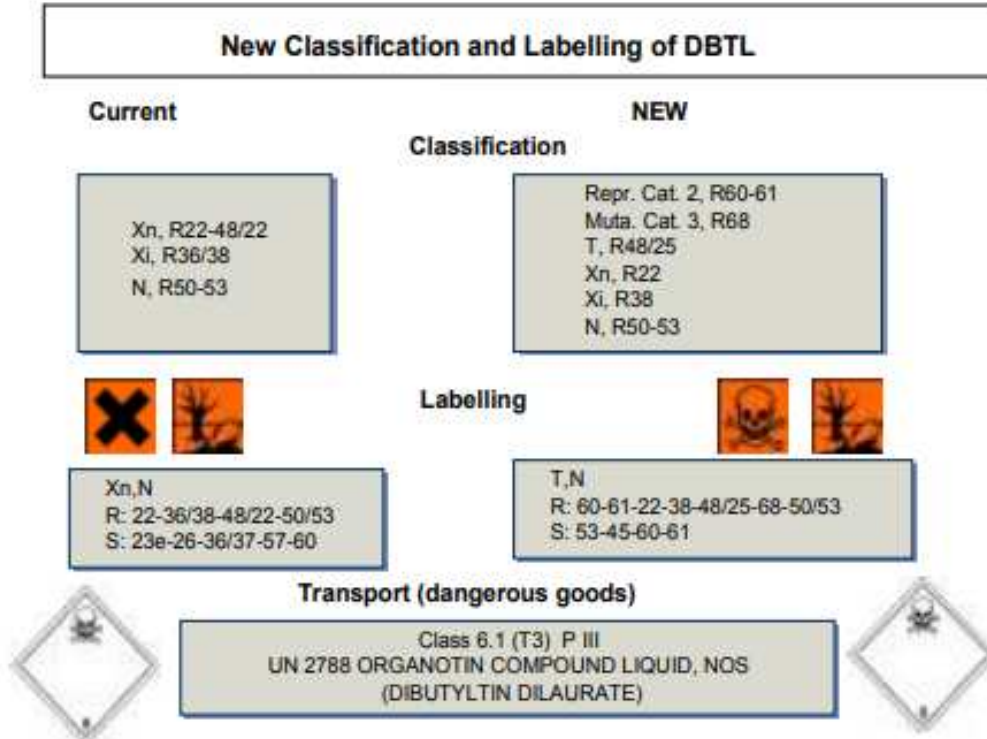 New Classification and Labelling of DBTL
Current
NEW
Classification
Xn, R22-48/22
Xi, R36/38
N, R50-53
Repr. Cat. 2, R60-61
Muta. Cat. 3, R68
T, R48/25
Xn, R22
Xi, R38
N, R50-53
Labelling
Xn,N
R: 22-36/38-48/22-50/53
S: 23e-26-36/37-57-60
T,N
R: 60-61-22-38-48/25-68-50/53
S: 53-45-60-61
Transport (dangerous goods)
Class 6.1 (T3) P III
UN 2788 ORGANOTIN COMPOUND LIQUID, NOS
(DIBUTYLTIN DILAURATE)